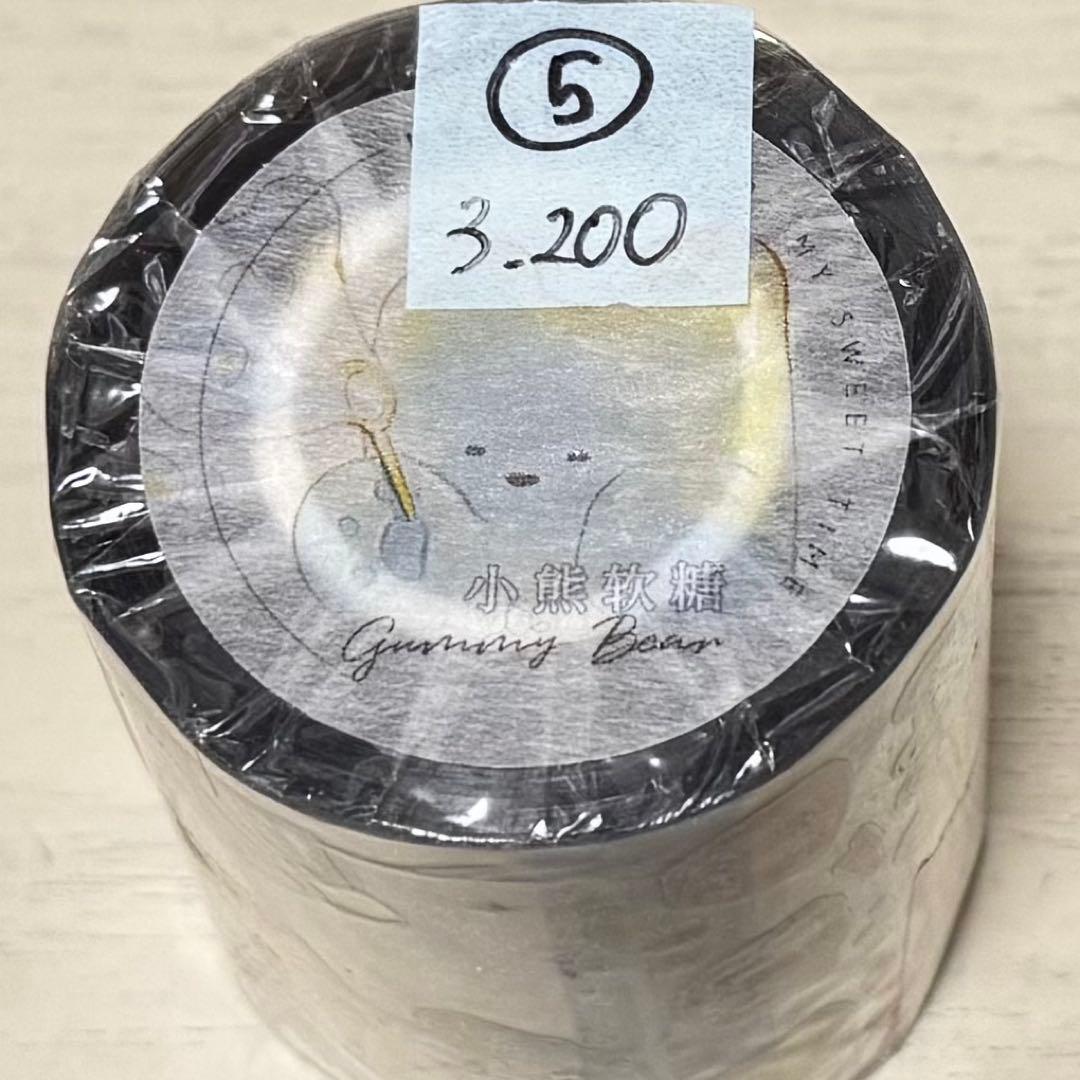 ⑤
3.200
MY SWEET TIME
小熊软糖
Gummy Bear